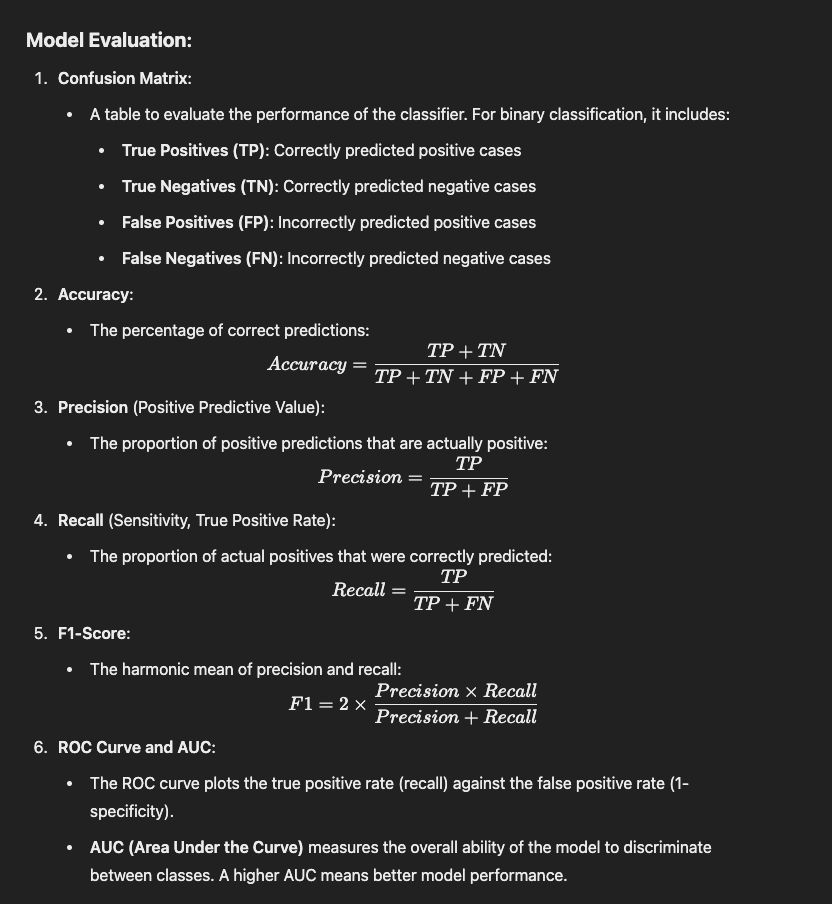 Model Evaluation:
1. Confusion Matrix:
• A table to evaluate the performance of the classifier. For binary classification, it includes:
• True Positives (TP): Correctly predicted positive cases
• True Negatives (TN): Correctly predicted negative cases
• False Positives (FP): Incorrectly predicted positive cases
• False Negatives (FN): Incorrectly predicted negative cases
2. Accuracy:
• The percentage of correct predictions:
Accuracy = \frac{TP + TN}{TP + TN + FP + FN}
3. Precision (Positive Predictive Value):
• The proportion of positive predictions that are actually positive:
Precision = \frac{TP}{TP + FP}
4. Recall (Sensitivity, True Positive Rate):
• The proportion of actual positives that were correctly predicted:
Recall = \frac{TP}{TP + FN}
5. F1-Score:
• The harmonic mean of precision and recall:
F1 = 2 × \frac{Precision × Recall}{Precision + Recall}
6. ROC Curve and AUC:
• The ROC curve plots the true positive rate (recall) against the false positive rate (1-
specificity).
• AUC (Area Under the Curve) measures the overall ability of the model to discriminate
between classes. A higher AUC means better model performance.